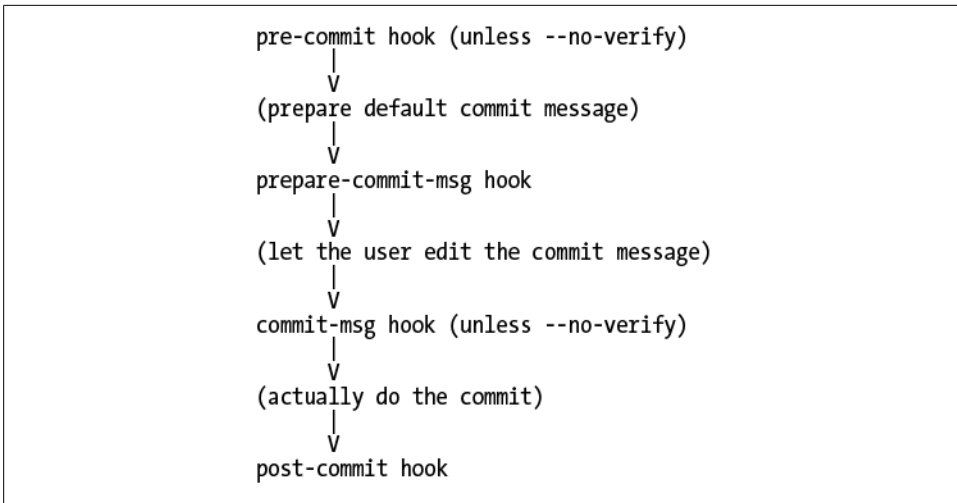 pre-commit hook (unless --no-verify)
|
V
(prepare default commit message)
|
V
prepare-commit-msg hook
|
V
(let the user edit the commit message)
|
V
commit-msg hook (unless --no-verify)
|
V
(actually do the commit)
|
V
post-commit hook